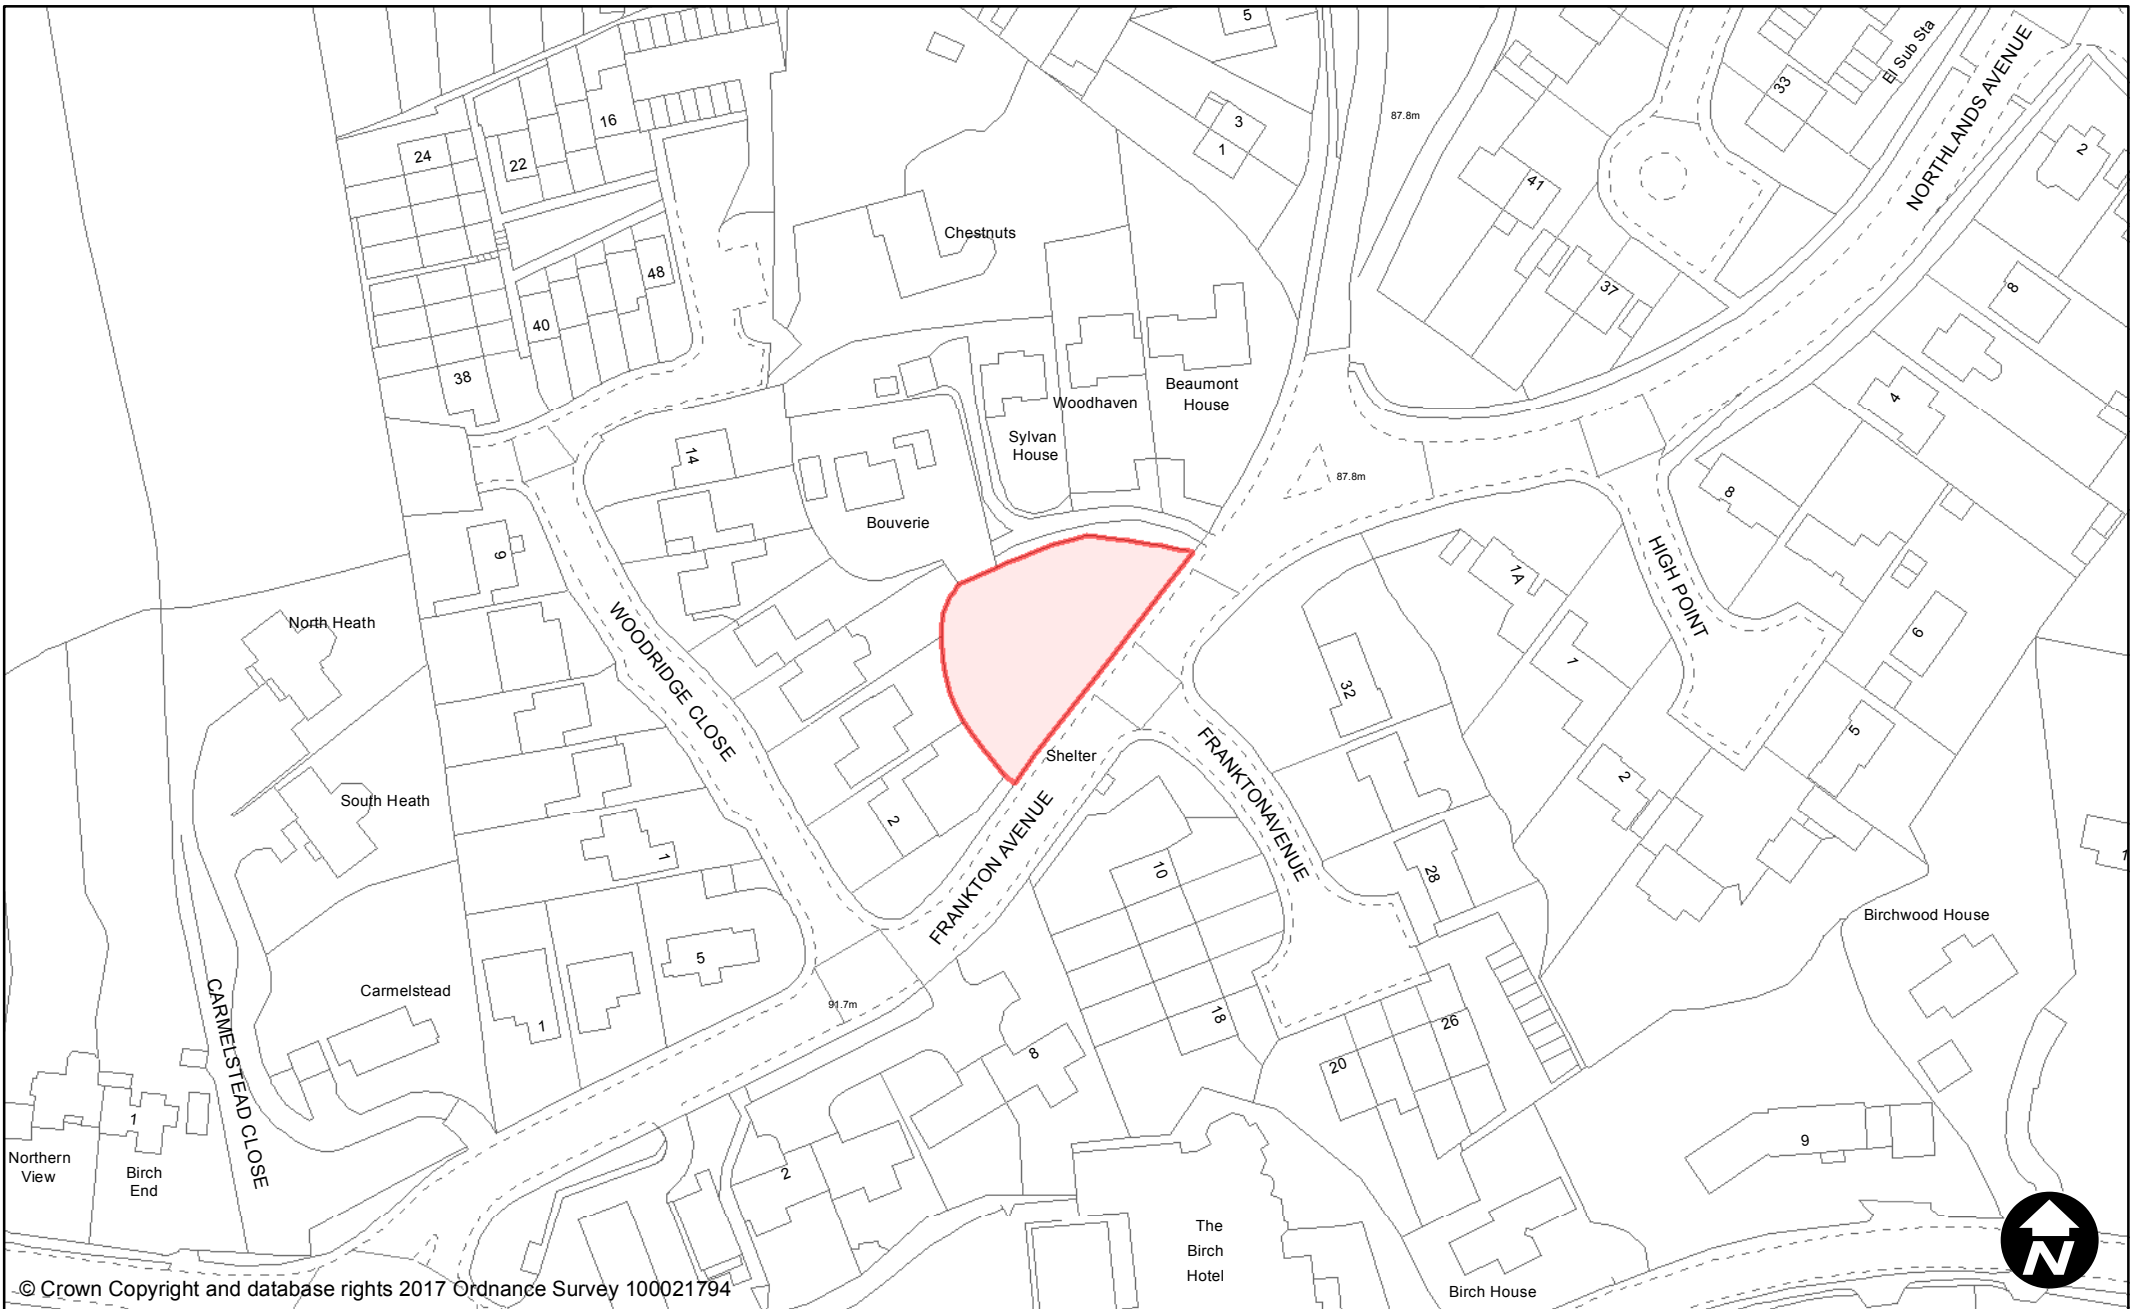 5
16
24
22
3
1
87.8m
33
El Sub Sta
NORTHLANDS AVENUE
2
41
Chestnuts
48
40
37
8
38
Beaumont
House
Woodhaven
4
Sylvan
House
14
87.8m
8
Bouverie
9
HIGH POINT
1A
North Heath
WOODRIDGE CLOSE
6
1
32
FRANKTON AVENUE
5
Shelter
2
South Heath
2
FRANKTON AVENUE
1
10
28
1
Birchwood House
5
Carmelstead
91.7m
CARMELSTEAD CLOSE
1
18
26
8
20
1
9
Northern
View
Birch
End
2
The
Birch
Hotel
N
© Crown Copyright and database rights 2017 Ordnance Survey 100021794
Birch House